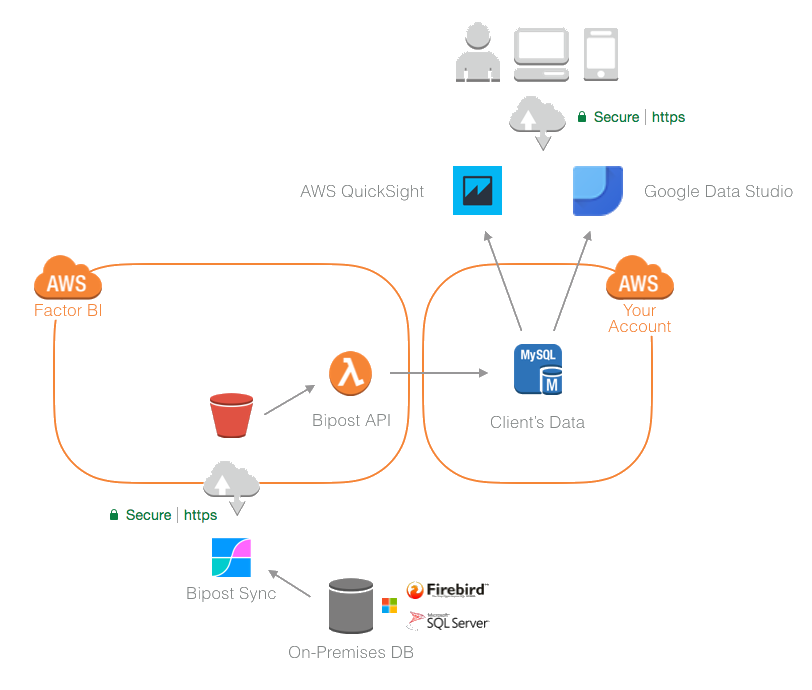 Secure | https
AWS QuickSight
Google Data Studio
AWS
Factor BI
AWS
Your
Account
MySQL
M
Bipost API
Client's Data
Secure | https
Bipost Sync
Firebird
Microsoft
SQL Server
On-Premises DB